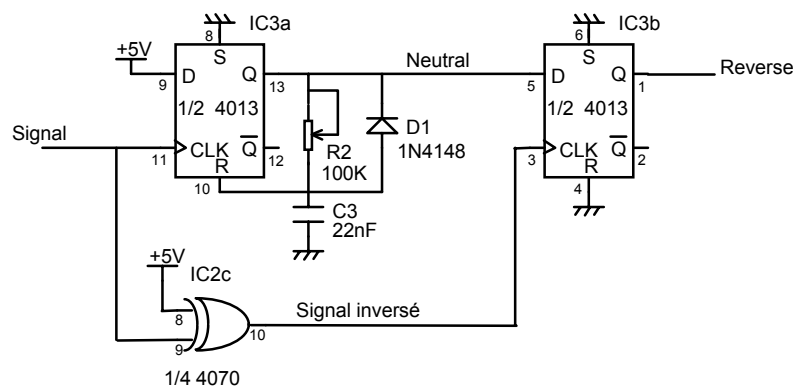 IC3a
IC3b
+5V
8
S
6
S
D
Q
9
13
Neutral
D
Q
5
1
Reverse
1/2 4013
1/2 4013
D1
1N4148
Signal
CLK
Q
11
12
R
10
R2
100K
CLK
Q
3
2
R
4
C3
22nF
+5V
IC2c
8
9
10
Signal inversé
1/4 4070